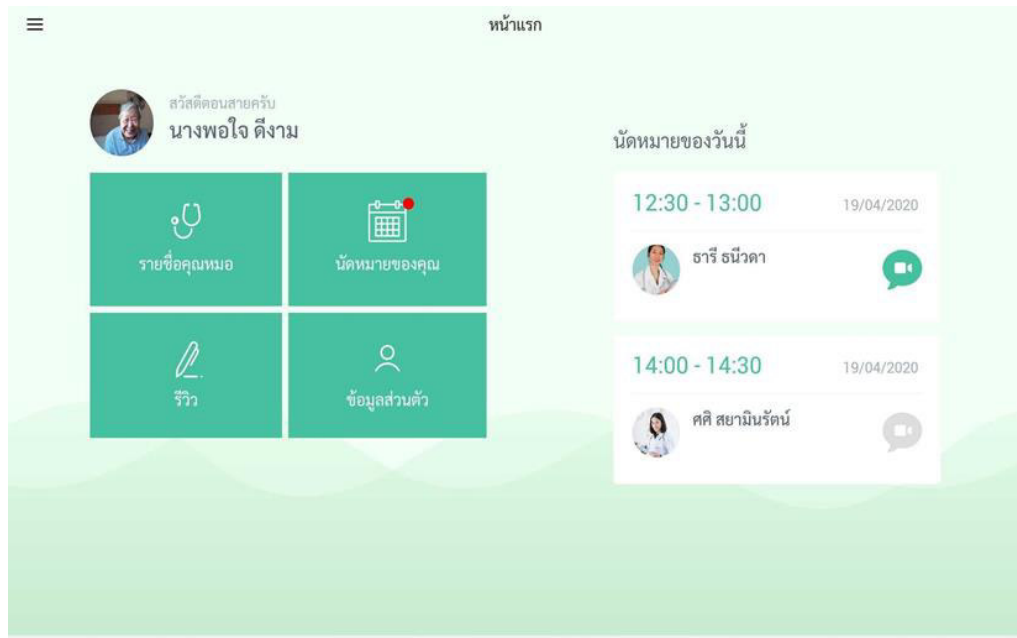 หน้าแรก
สวัสดีตอนสายครับ
นางพอใจ ดีงาม
รายชื่อคุณหมอ
นัดหมายของคุณ
รีวิว
ข้อมูลส่วนตัว
นัดหมายของวันนี้
12:30 - 13:00
19/04/2020
ธารี ธนีวดา
14:00 - 14:30
19/04/2020
ศศิ สยามินรัตน์